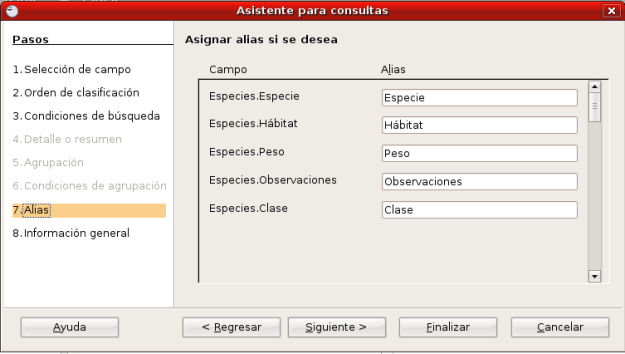 Asistente para consultas
Pasos
1. Selección de campo
2. Orden de clasificación
3. Condiciones de búsqueda
4. Detalle o resumen
5. Agrupación
6. Condiciones de agrupación
7. Alias
8. Información general
Asignar alias si se desea
Campo Alias
Especies.Especie Especie
Especies.Hábitat Hábitat
Especies.Peso Peso
Especies.Observaciones Observaciones
Especies.Clase Clase
Ayuda < Regresar Siguiente > Finalizar Cancelar